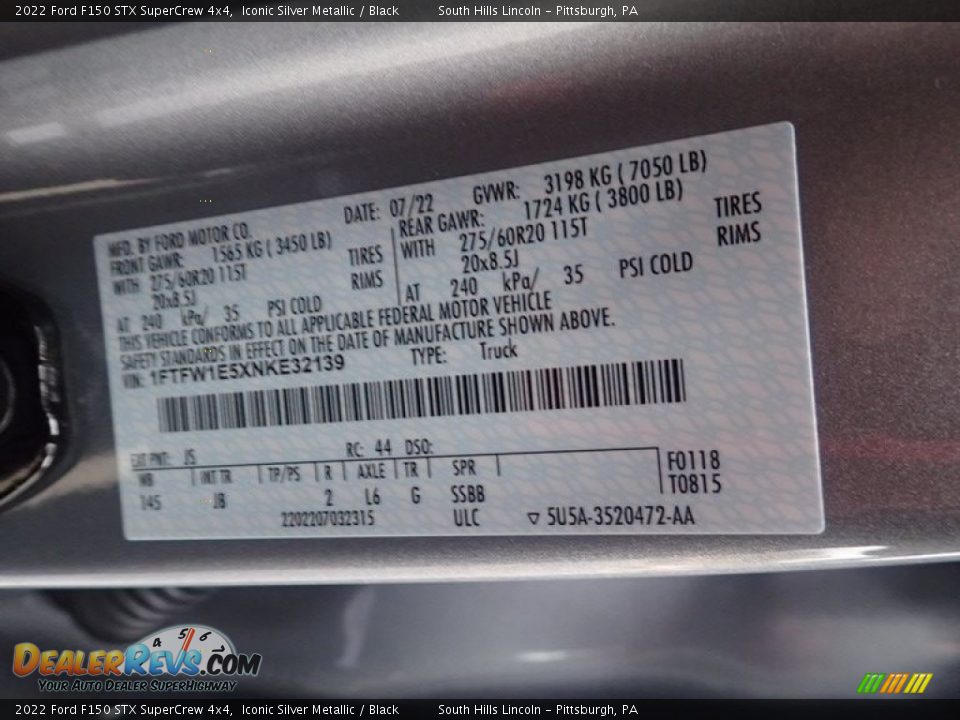 2022 Ford F150 STX SuperCrew 4x4, Iconic Silver Metallic / Black South Hills Lincoln – Pittsburgh, PA
MFD. BY FORD MOTOR CO.
DATE: 07/22 GVWR: 3198 KG ( 7050 LB)
FRONT GAWR: 1565 KG ( 3450 LB) REAR GAWR: 1724 KG ( 3800 LB)
WITH 275/60R20 115T TIRES WITH 275/60R20 115T TIRES
20x8.5J RIMS 20x8.5J RIMS
AT 240 kPa/ 35 PSI COLD AT 240 kPa/ 35 PSI COLD
THIS VEHICLE CONFORMS TO ALL APPLICABLE FEDERAL MOTOR VEHICLE
SAFETY STANDARDS IN EFFECT ON THE DATE OF MANUFACTURE SHOWN ABOVE.
VIN: 1FTFW1E5XNKE32139 TYPE: Truck
EXT PNT: JS RC: 44 DSO:
WB INT TR TP/PS R AXLE TR SPR F0118
145 JB 2 L6 G SSBB T0815
2202207032315 ULC ▽ 5U5A-3520472-AA
4 5 6
DealerRevs.com
Your Auto Dealer SuperHighway
2022 Ford F150 STX SuperCrew 4x4, Iconic Silver Metallic / Black South Hills Lincoln – Pittsburgh, PA